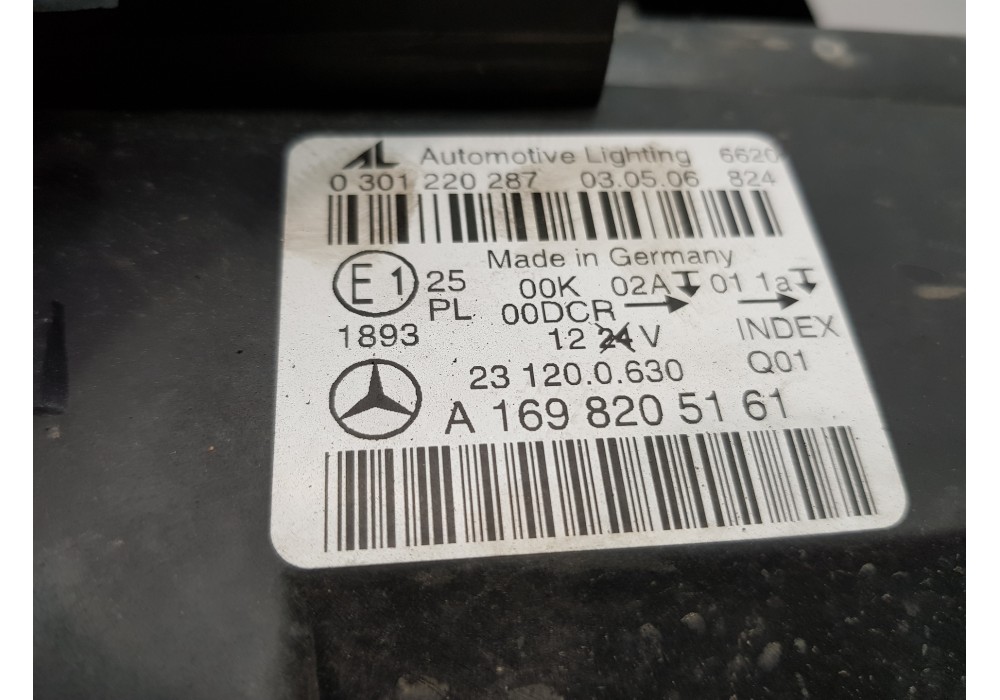 AL Automotive Lighting 6620
0 301 220 287 03.05.06 824
Made in Germany
E1 25 00K 02A 01 1a
PL 00DCR
1893 12 24 V INDEX
23 120.0.630 Q01
A 169 820 51 61